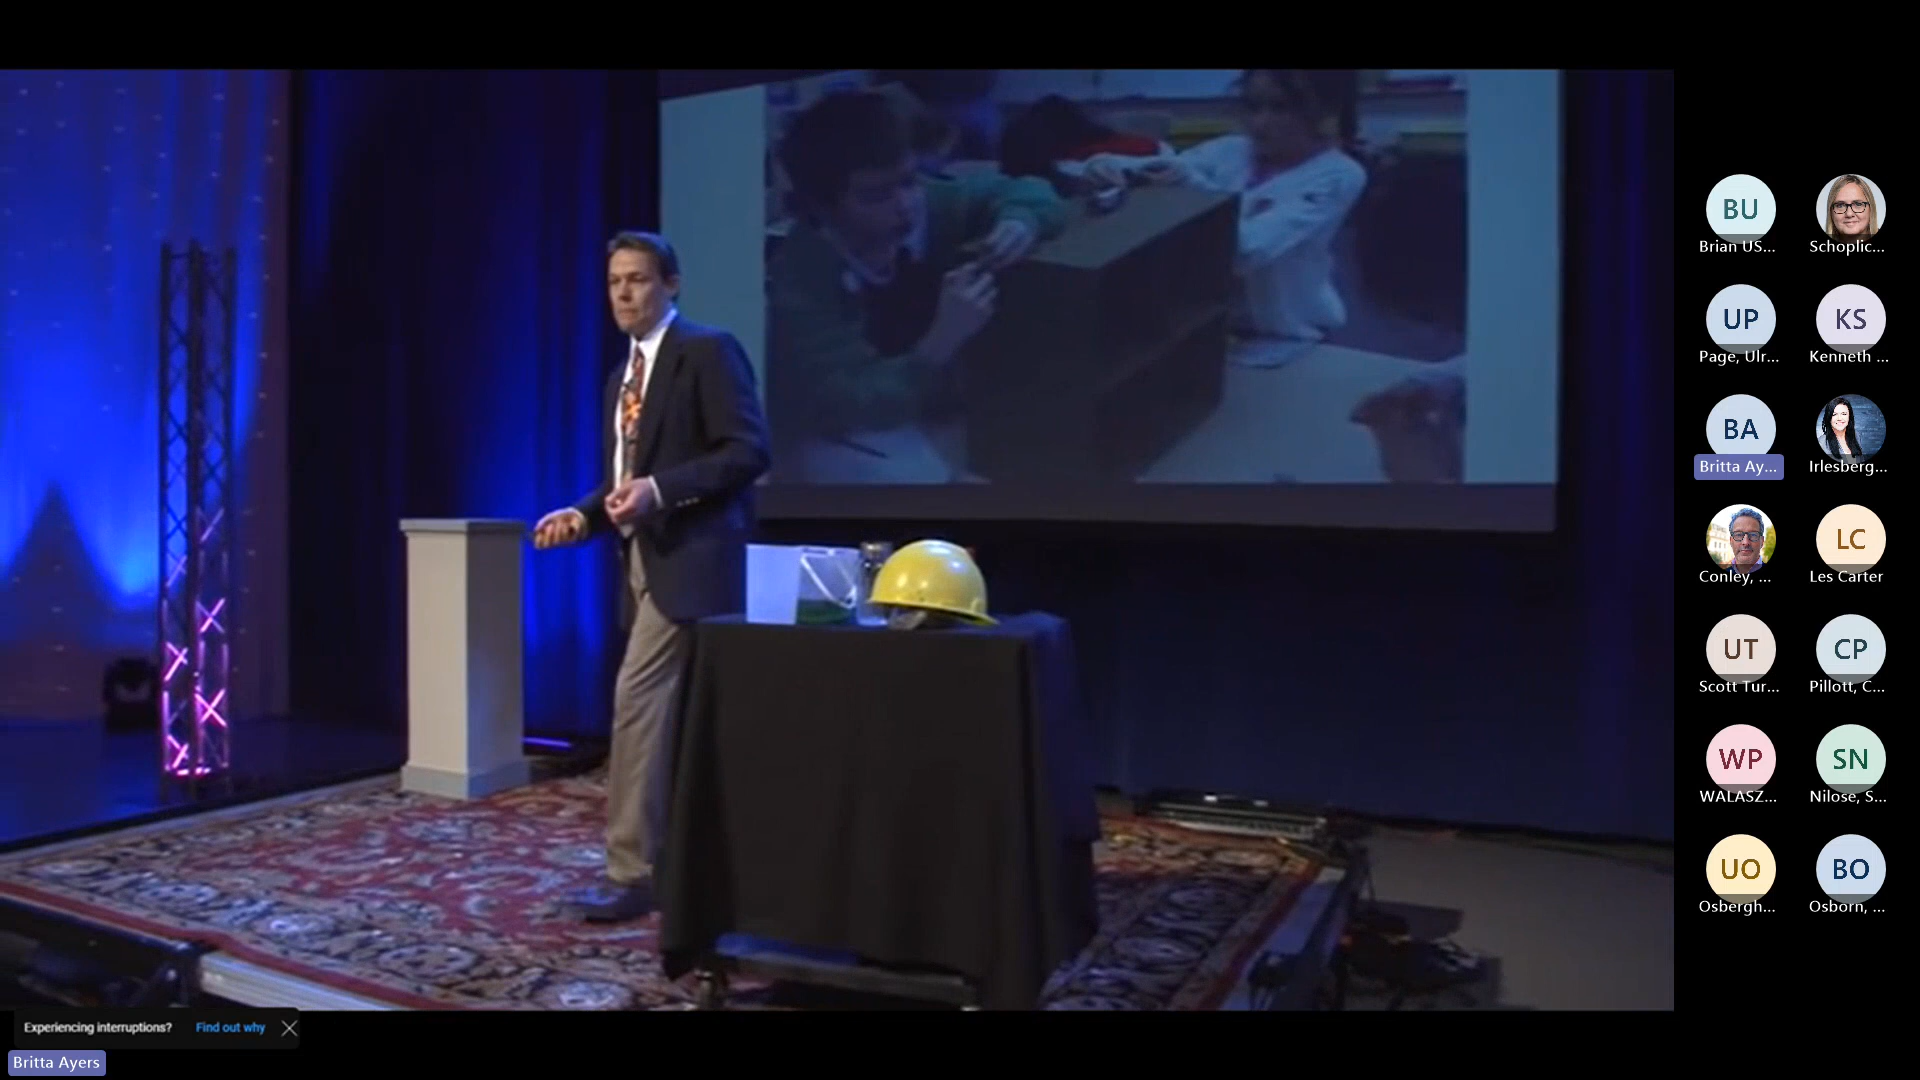 BU
Brian US...
Schoplic...
UP
Page, Ulr...
KS
Kenneth ...
BA
Britta Ay...
Irlesberg...
Conley, ...
LC
Les Carter
UT
Scott Tur...
CP
Pillott, C...
WP
WALASZ...
SN
Nilose, S...
UO
Osbergh...
BO
Osborn, ...
Experiencing interruptions? Find out why
Britta Ayers